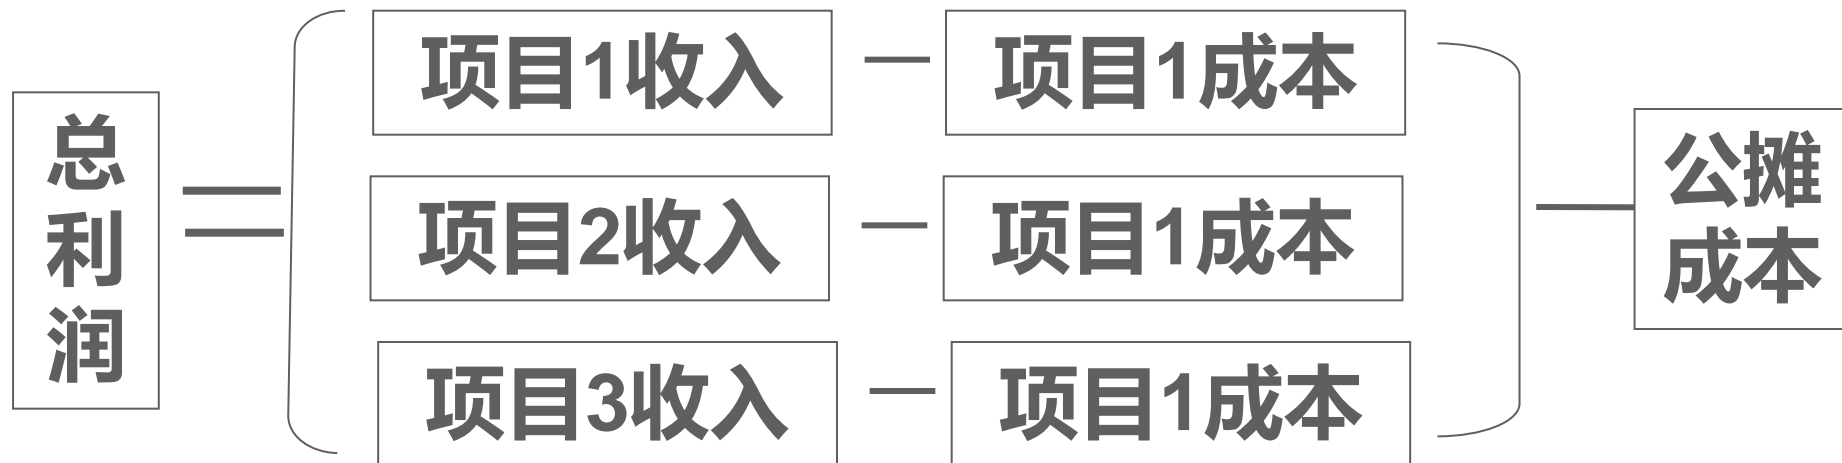 总利润
项目1收入 — 项目1成本
项目2收入 — 项目1成本
项目3收入 — 项目1成本
公摊成本